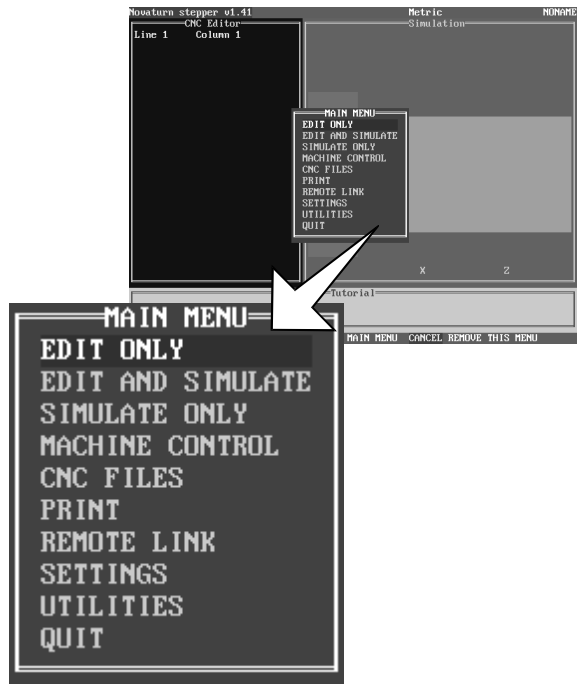 Novaturn stepper v1.41 Metric NONAME
CNC Editor Simulation
Line 1 Column 1
MAIN MENU
EDIT ONLY
EDIT AND SIMULATE
SIMULATE ONLY
MACHINE CONTROL
CNC FILES
PRINT
REMOTE LINK
SETTINGS
UTILITIES
QUIT
X Z
Tutorial
MAIN MENU CANCEL REMOVE THIS MENU
MAIN MENU
EDIT ONLY
EDIT AND SIMULATE
SIMULATE ONLY
MACHINE CONTROL
CNC FILES
PRINT
REMOTE LINK
SETTINGS
UTILITIES
QUIT